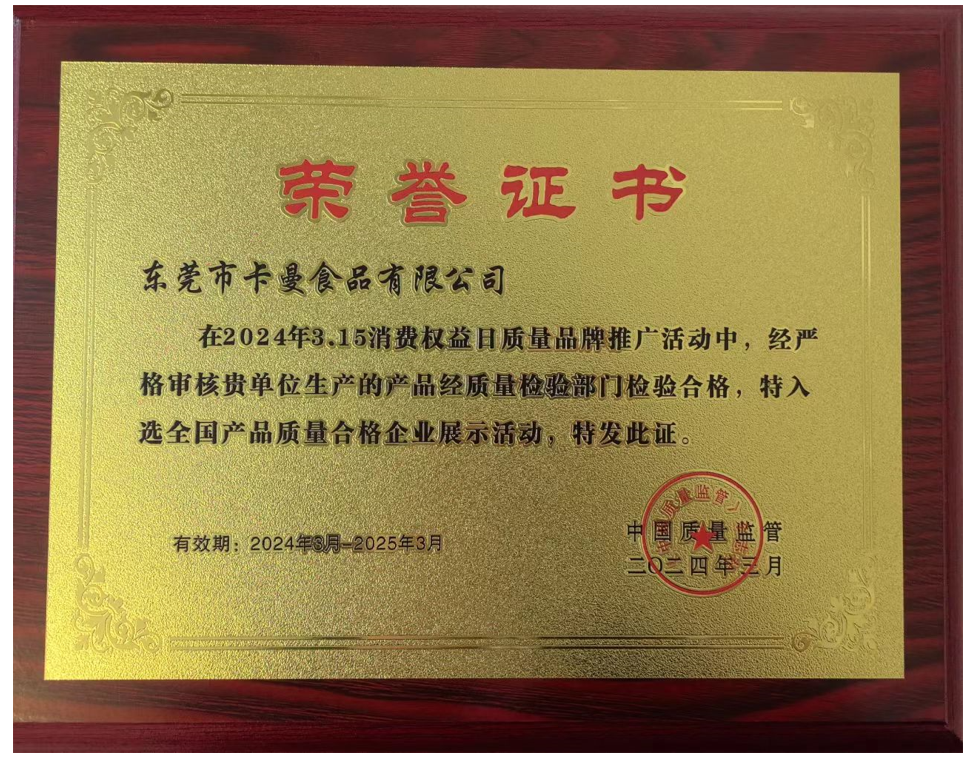 荣誉证书
东莞市卡曼食品有限公司
在2024年3.15消费权益日质量品牌推广活动中，经严
格审核贵单位生产的产品经质量检验部门检验合格，特入
选全国产品质量合格企业展示活动，特发此证。
有效期：2024年3月-2025年3月
中国质量监管
二〇二四年三月